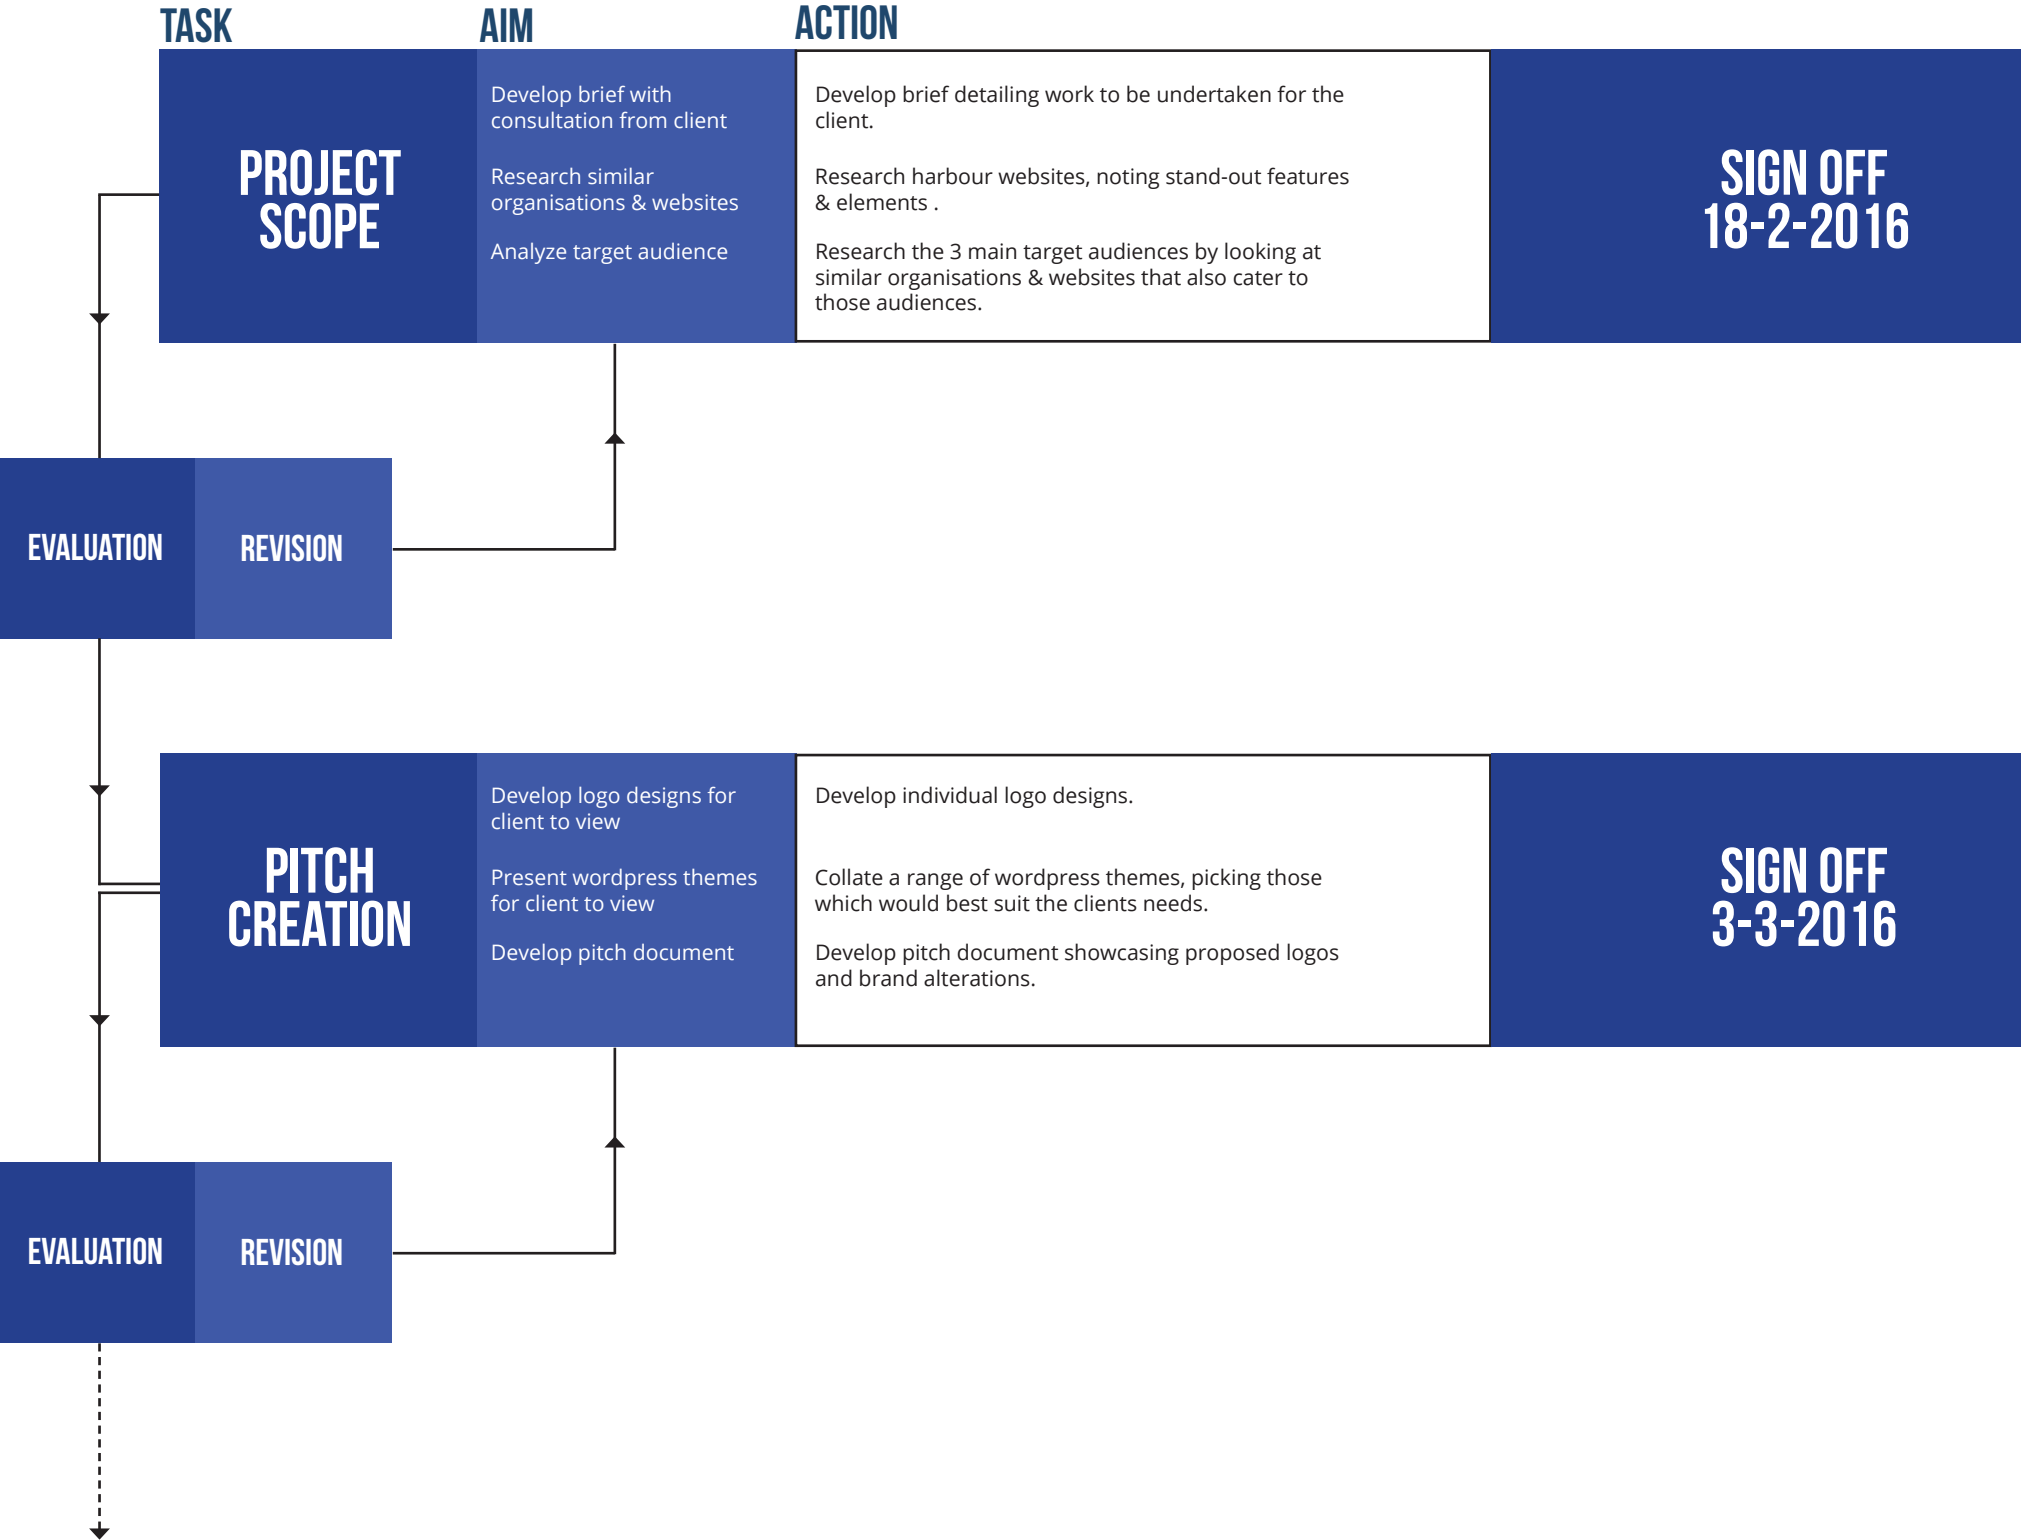 TASK
AIM
ACTION
PROJECT
SCOPE
Develop brief with
consultation from client
Research similar
organisations & websites
Analyze target audience
Develop brief detailing work to be undertaken for the
client.
Research harbour websites, noting stand-out features
& elements .
Research the 3 main target audiences by looking at
similar organisations & websites that also cater to
those audiences.
SIGN OFF
18-2-2016
EVALUATION
REVISION
PITCH
CREATION
Develop logo designs for
client to view
Present wordpress themes
for client to view
Develop pitch document
Develop individual logo designs.
Collate a range of wordpress themes, picking those
which would best suit the clients needs.
Develop pitch document showcasing proposed logos
and brand alterations.
SIGN OFF
3-3-2016
EVALUATION
REVISION